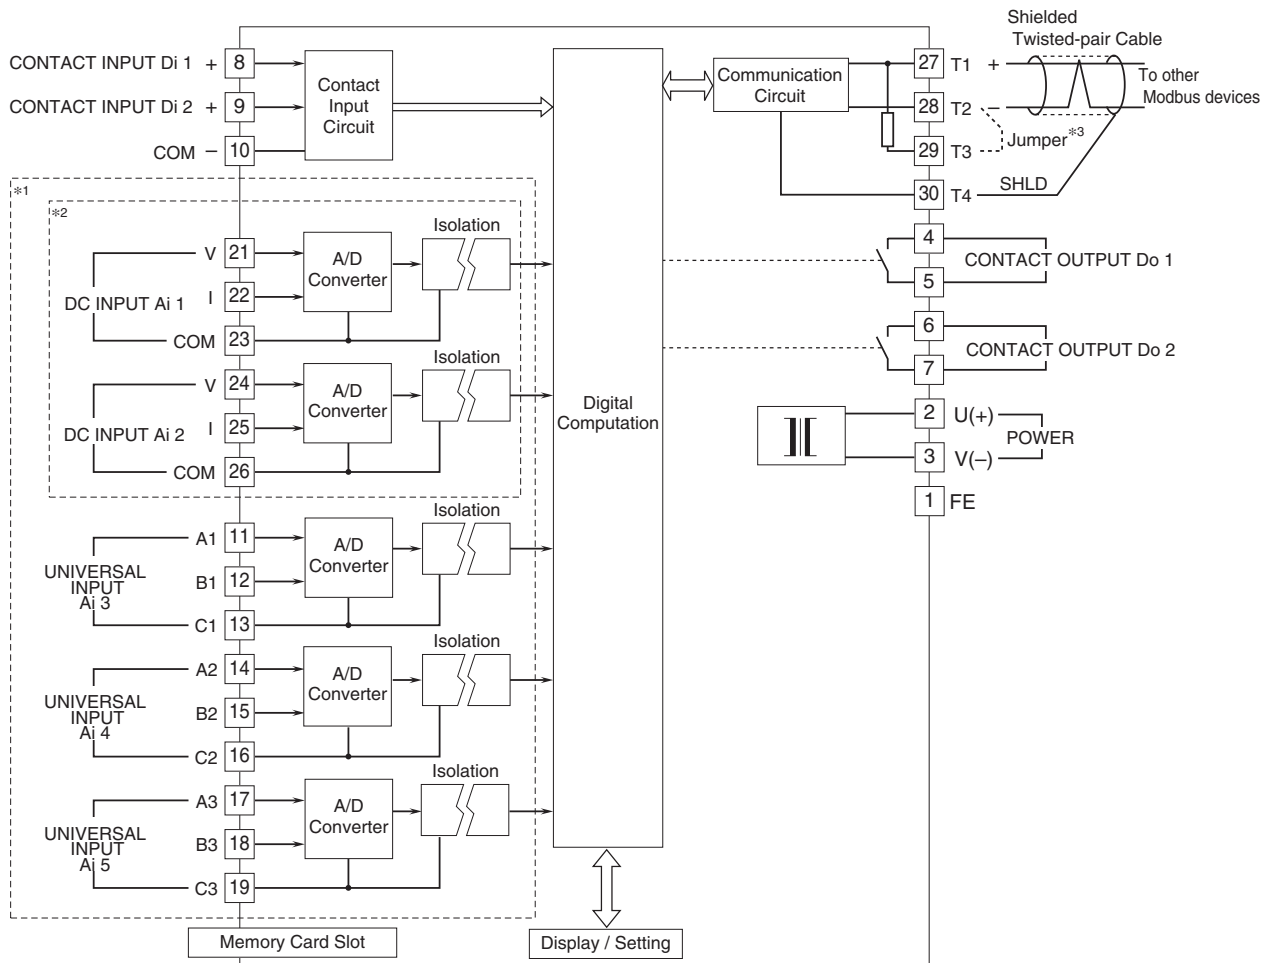 CONTACT INPUT Di 1 + 8
CONTACT INPUT Di 2 + 9
COM − 10
Contact
Input
Circuit
Communication
Circuit
27 T1 +
28 T2 −
29 T3
30 T4
Shielded
Twisted-pair Cable
To other
Modbus devices
Jumper*3
SHLD
4
5
CONTACT OUTPUT Do 1
6
7
CONTACT OUTPUT Do 2
2 U(+)
3 V(–)
POWER
1 FE
Digital
Computation
*1
*2
DC INPUT Ai 1
V 21
I 22
COM 23
A/D
Converter
Isolation
DC INPUT Ai 2
V 24
I 25
COM 26
A/D
Converter
Isolation
UNIVERSAL
INPUT
Ai 3
A1 11
B1 12
C1 13
A/D
Converter
Isolation
UNIVERSAL
INPUT
Ai 4
A2 14
B2 15
C2 16
A/D
Converter
Isolation
UNIVERSAL
INPUT
Ai 5
A3 17
B3 18
C3 19
A/D
Converter
Isolation
Memory Card Slot
Display / Setting